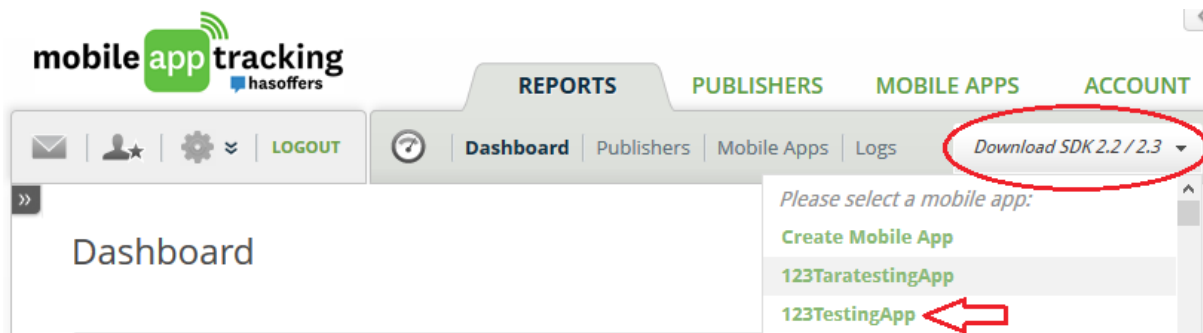 mobile app tracking
hasoffers
REPORTS PUBLISHERS MOBILE APPS ACCOUNT
LOGOUT Dashboard Publishers Mobile Apps Logs Download SDK 2.2 / 2.3
Please select a mobile app:
Create Mobile App
Dashboard
123TaratestingApp
123TestingApp